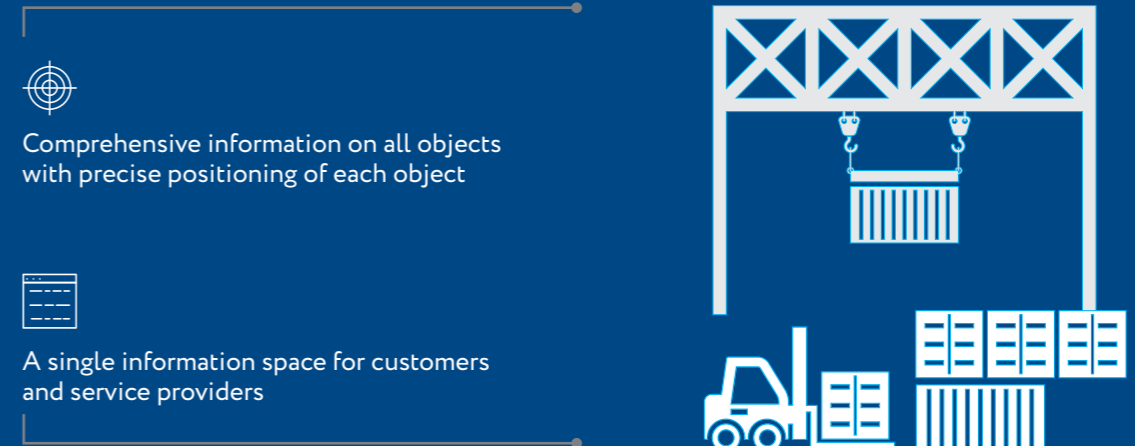 Comprehensive information on all objects
with precise positioning of each object
A single information space for customers
and service providers